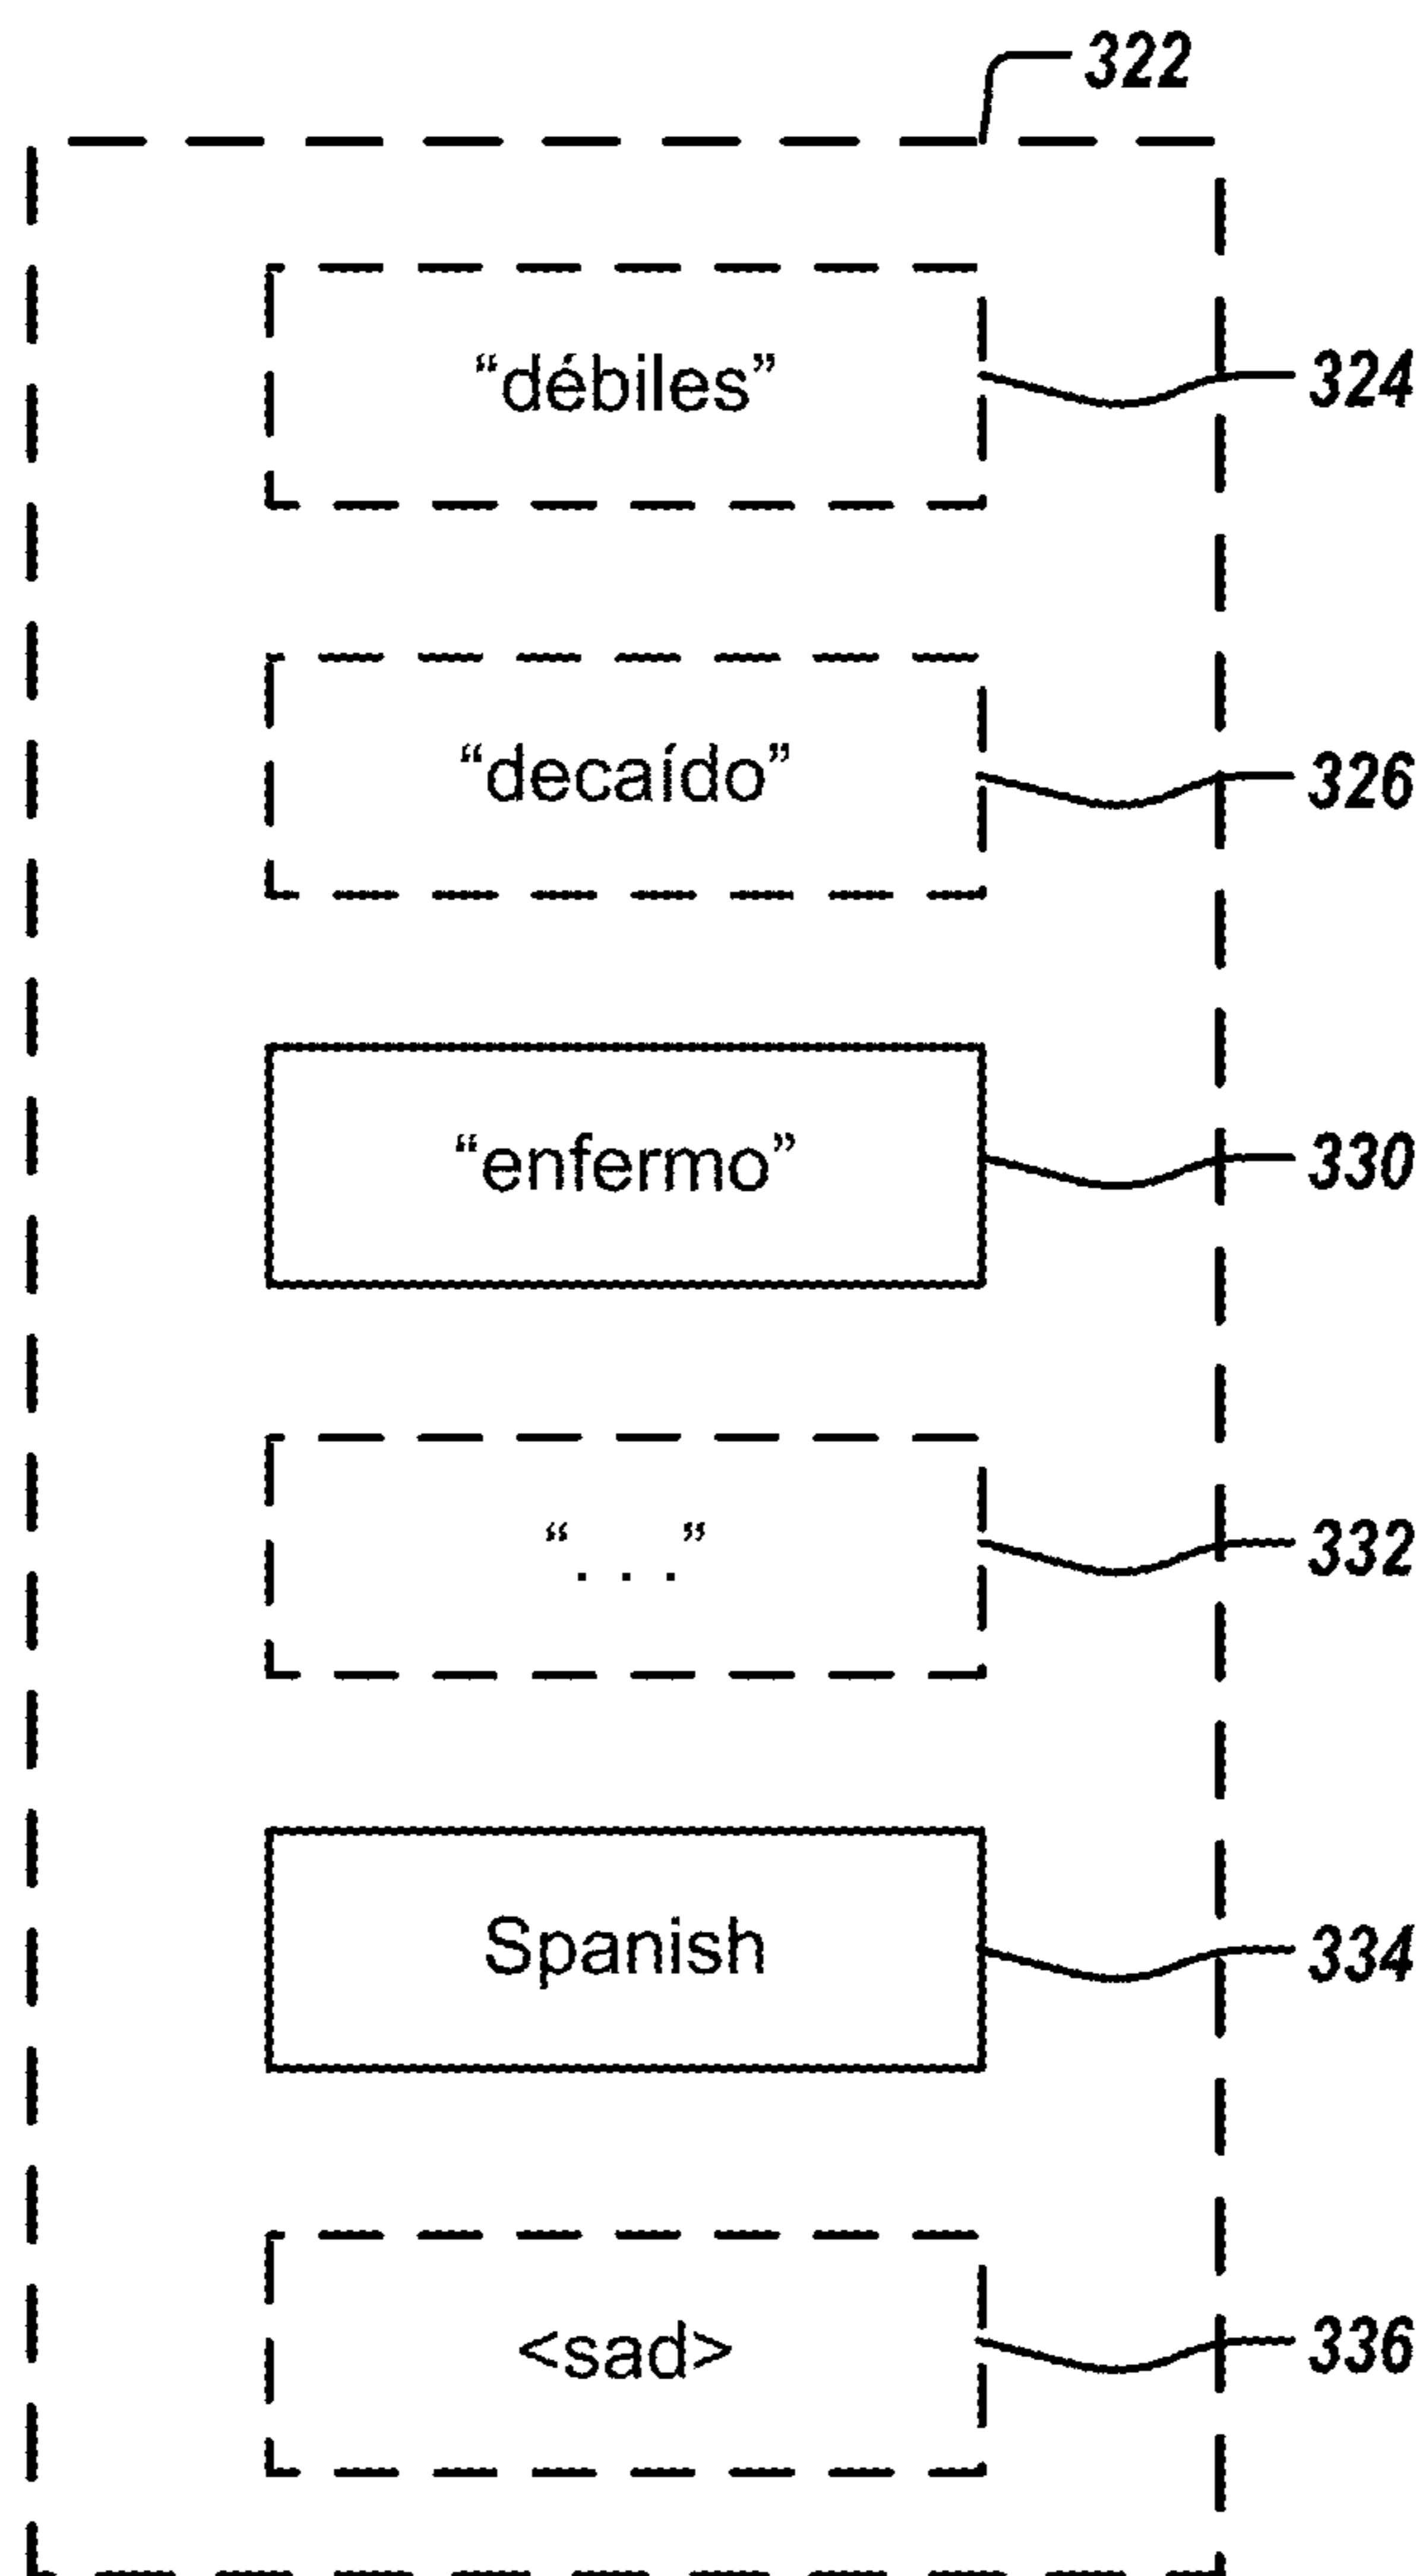 322
“débiles”
324
“decaído”
326
“enfermo”
330
“. . .”
332
Spanish
334
<sad>
336